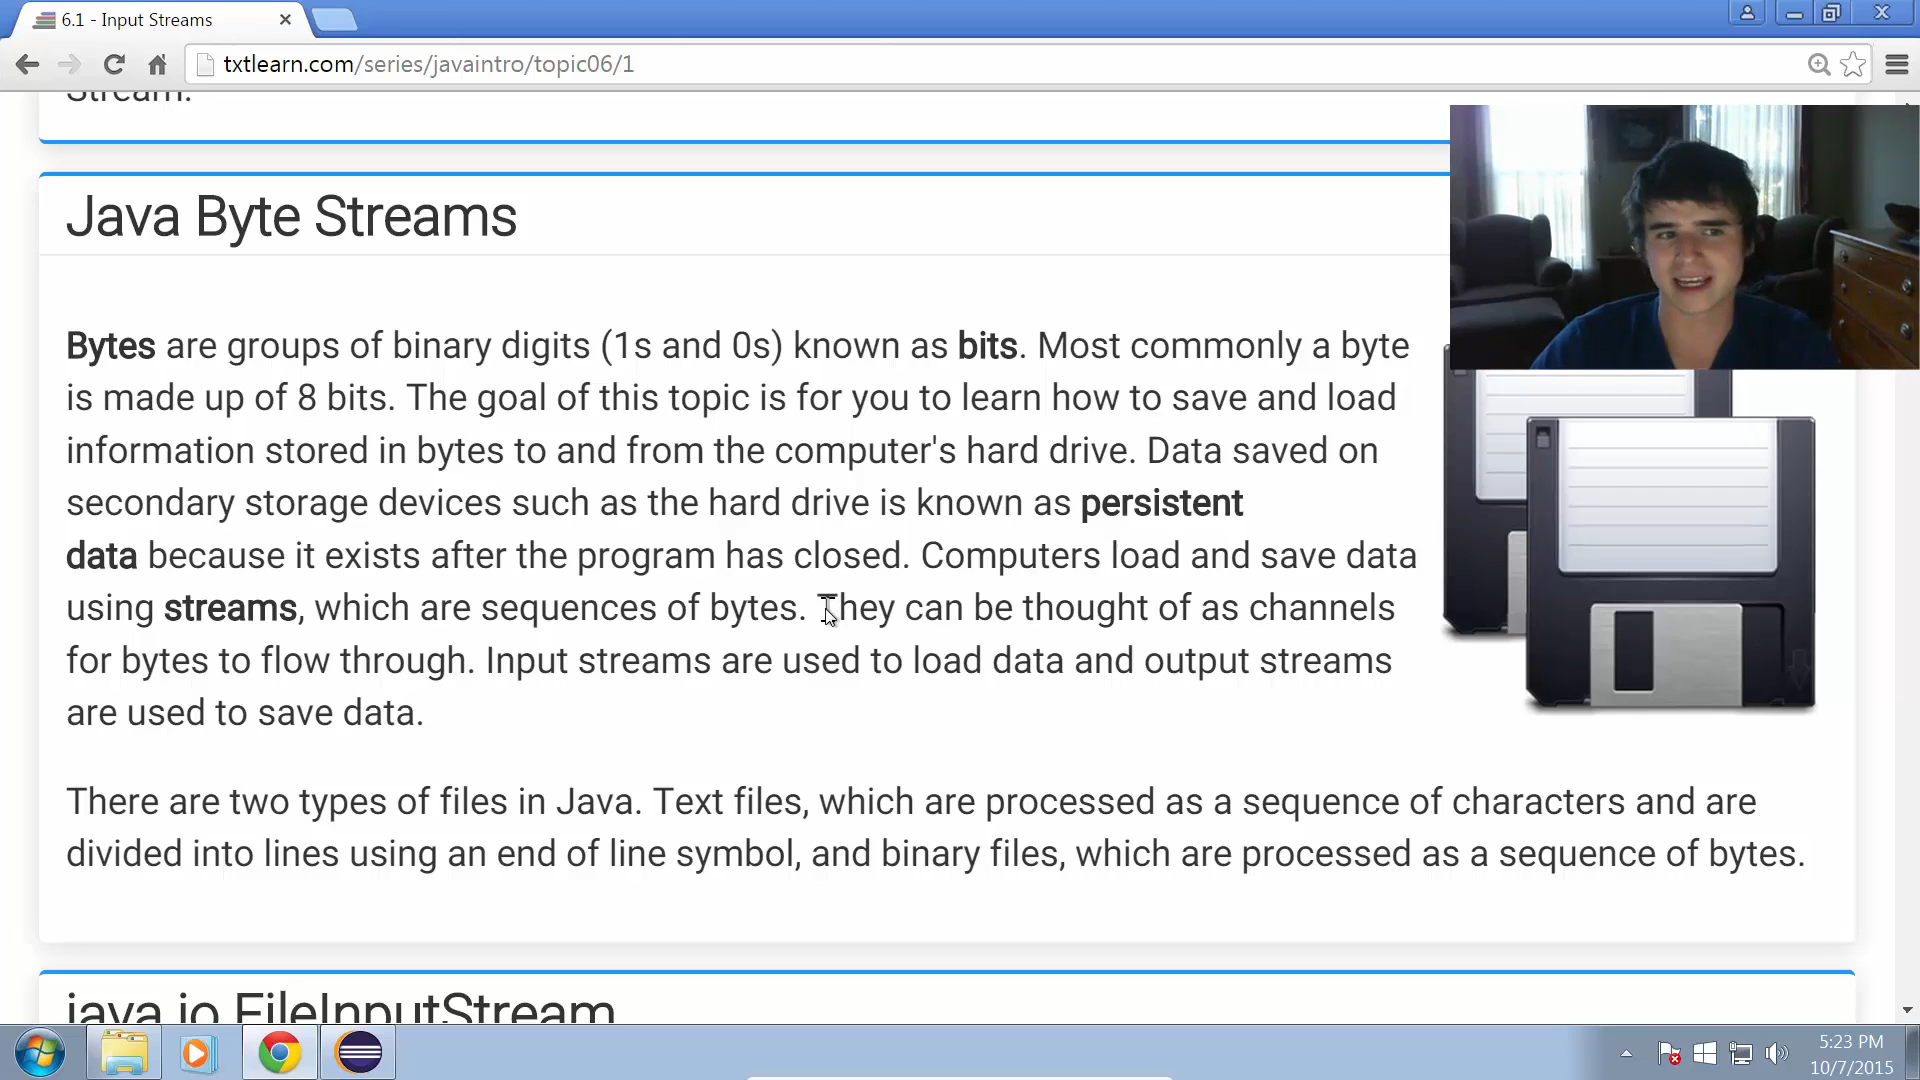 6.1 - Input Streams
txtlearn.com/series/javaintro/topic06/1
Stream.
Java Byte Streams
Bytes are groups of binary digits (1s and 0s) known as bits. Most commonly a byte
is made up of 8 bits. The goal of this topic is for you to learn how to save and load
information stored in bytes to and from the computer's hard drive. Data saved on
secondary storage devices such as the hard drive is known as persistent
data because it exists after the program has closed. Computers load and save data
using streams, which are sequences of bytes. They can be thought of as channels
for bytes to flow through. Input streams are used to load data and output streams
are used to save data.
There are two types of files in Java. Text files, which are processed as a sequence of characters and are
divided into lines using an end of line symbol, and binary files, which are processed as a sequence of bytes.
java.io.FileInputStream
5:23 PM
10/7/2015